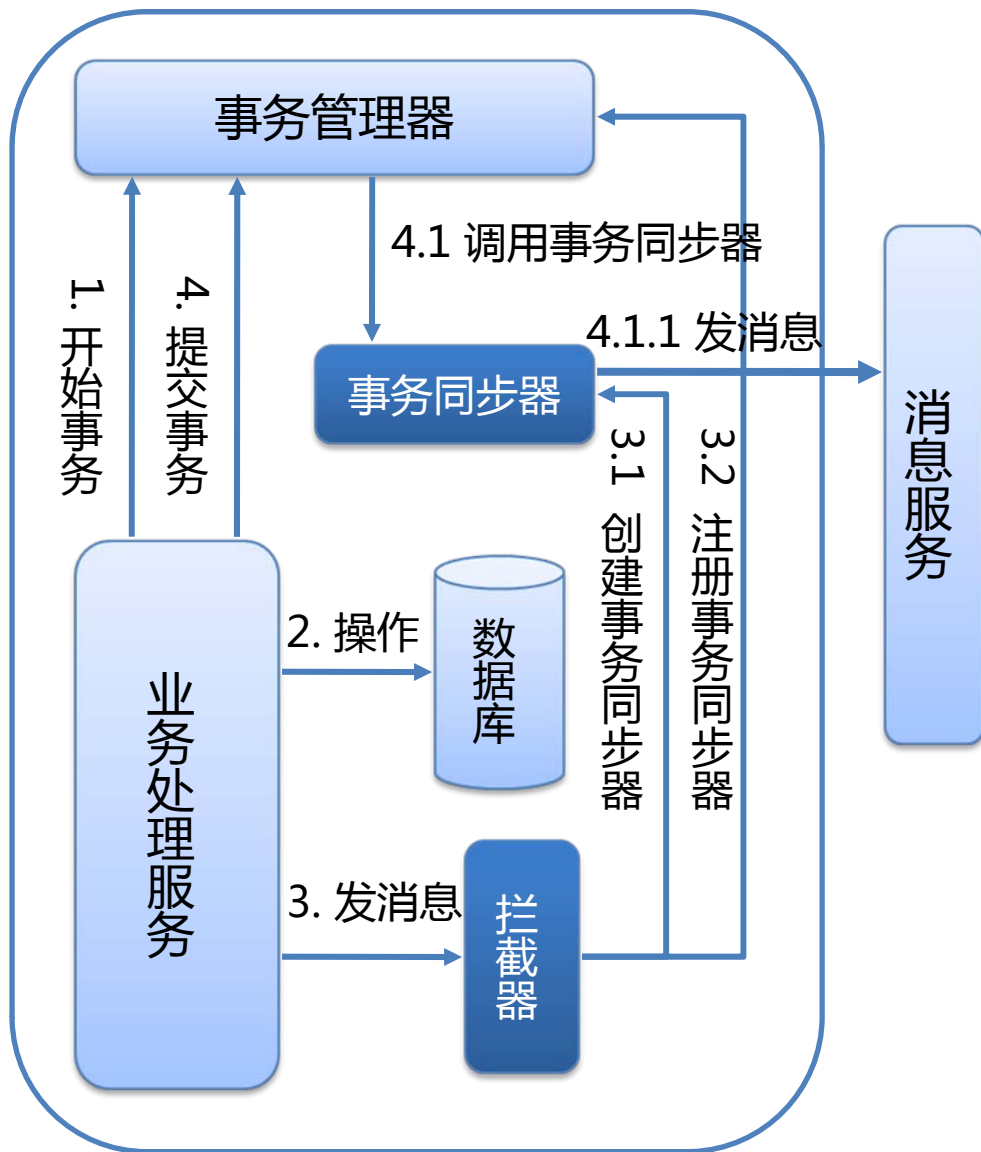 事务管理器
4.1 调用事务同步器
1. 开始事务
4. 提交事务
4.1.1 发消息
事务同步器
消息服务
3.1 创建事务同步器
3.2 注册事务同步器
2. 操作
数据库
业务处理服务
3. 发消息
拦截器